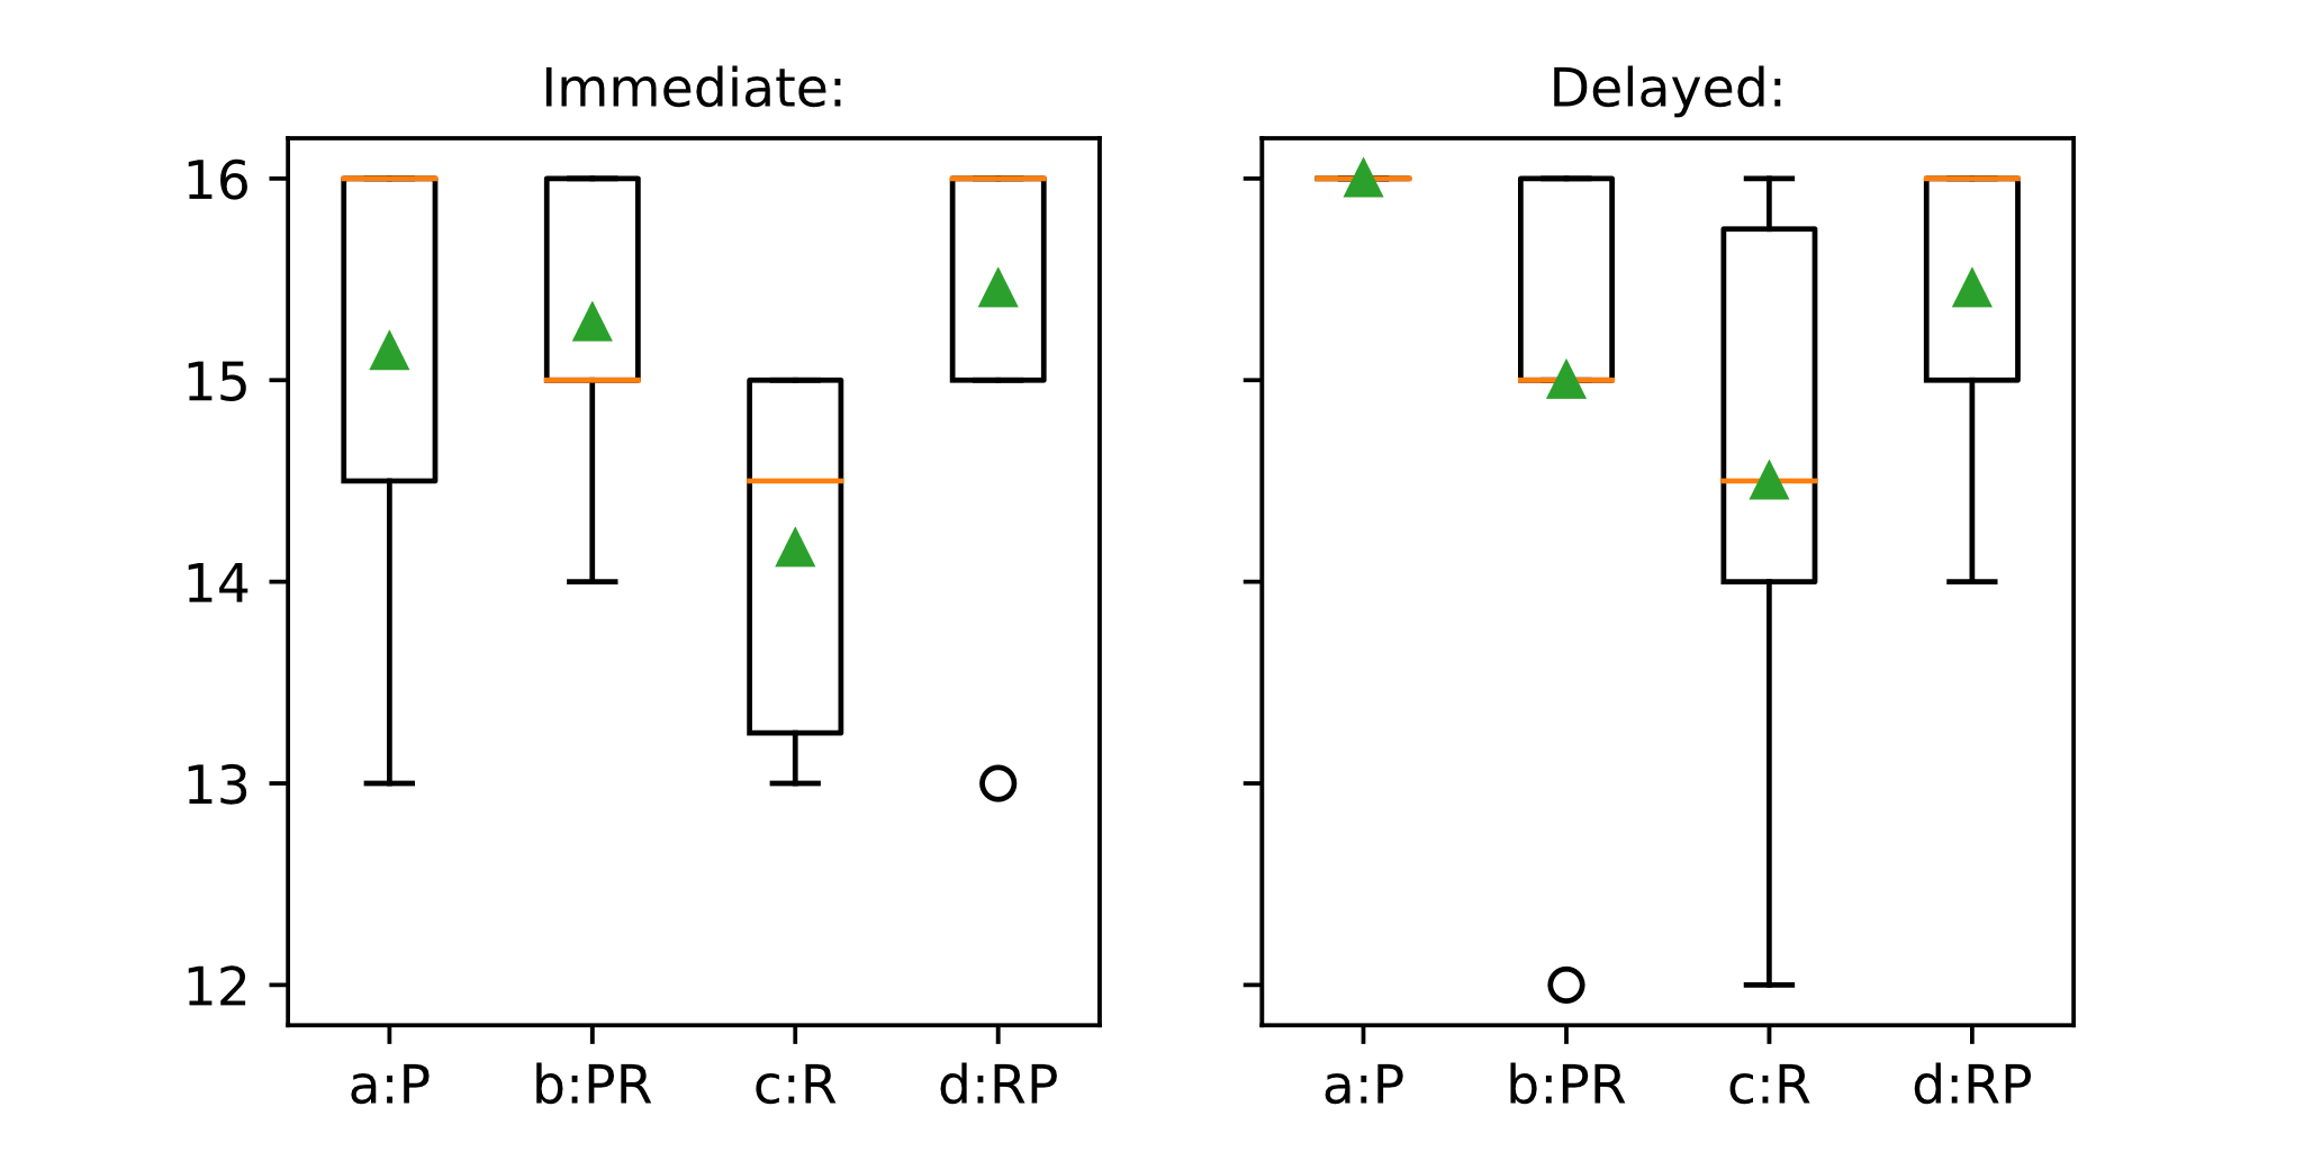 Immediate:
Delayed:
16
15
14
13
12
a:P b:PR c:R d:RP
a:P b:PR c:R d:RP